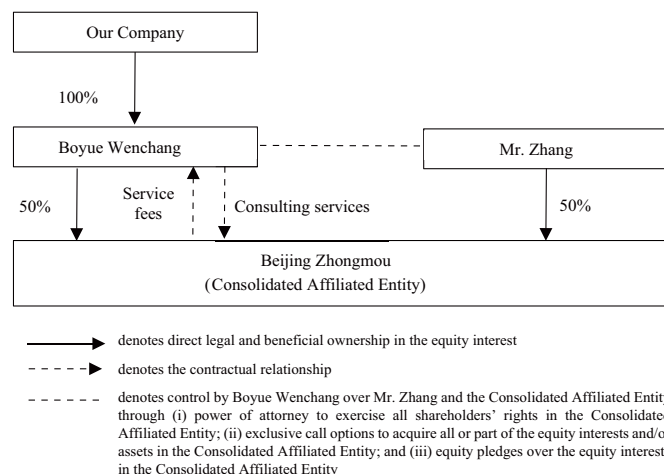 Our Company
100%
Boyue Wenchang
Mr. Zhang
50%
Service
fees
Consulting services
50%
Beijing Zhongmou
(Consolidated Affiliated Entity)
denotes direct legal and beneficial ownership in the equity interest
denotes the contractual relationship
denotes control by Boyue Wenchang over Mr. Zhang and the Consolidated Affiliated Entity
through (i) power of attorney to exercise all shareholders’ rights in the Consolidated
Affiliated Entity; (ii) exclusive call options to acquire all or part of the equity interests and/o
assets in the Consolidated Affiliated Entity; and (iii) equity pledges over the equity interest
in the Consolidated Affiliated Entity